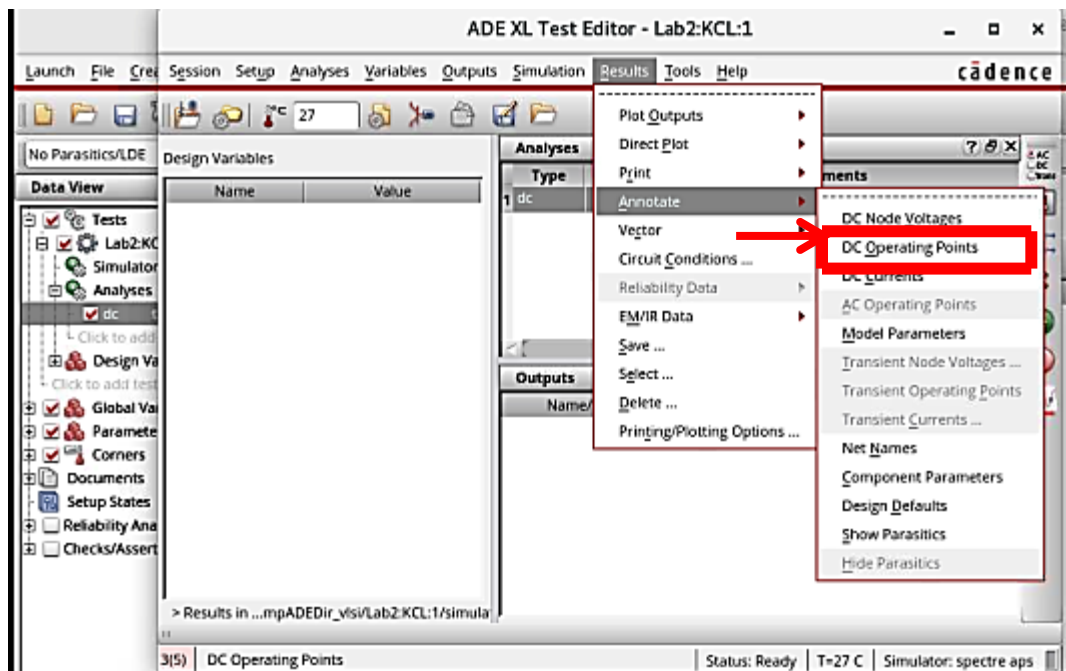 ADE XL Test Editor - Lab2:KCL:1
Launch File Crea
Session Setup Analyses Variables Outputs Simulation Results Tools Help
cādence
°C 27
No Parasitics/LDE
Data View
Tests
Lab2:KC
Simulator
Analyses
dc t
Click to add
Design Va
Click to add test
Global Var
Paramete
Corners
Documents
Setup States
Reliability Ana
Checks/Assert
Design Variables
Name Value
> Results in ...mpADEDir_vlsi/Lab2:KCL:1/simula
Analyses
Type
ments
1 dc
Outputs
Name/
AC
DC
Trans
Plot Outputs
Direct Plot
Print
Annotate
Vector
Circuit Conditions ...
Reliability Data
EM/IR Data
Save ...
Select ...
Delete ...
Printing/Plotting Options ...
DC Node Voltages
DC Operating Points
DC Currents
AC Operating Points
Model Parameters
Transient Node Voltages ...
Transient Operating Points
Transient Currents ...
Net Names
Component Parameters
Design Defaults
Show Parasitics
Hide Parasitics
3(5) DC Operating Points
Status: Ready T=27 C Simulator: spectre aps